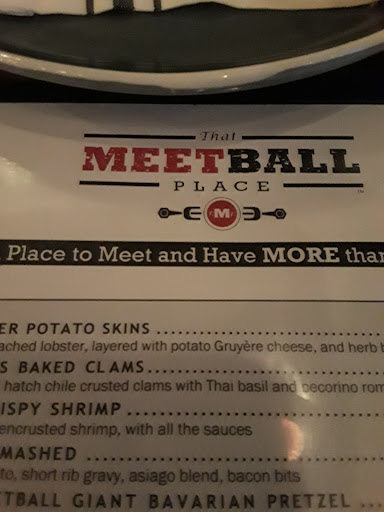 That
MEETBALL
PLACE
™
M
Place to Meet and Have MORE than
ER POTATO SKINS
ached lobster, layered with potato Gruyère cheese, and herb b
S BAKED CLAMS
hatch chile crusted clams with Thai basil and pecorino rom
ISPY SHRIMP
encrusted shrimp, with all the sauces
MASHED
to, short rib gravy, asiago blend, bacon bits
TBALL GIANT BAVARIAN PRETZEL